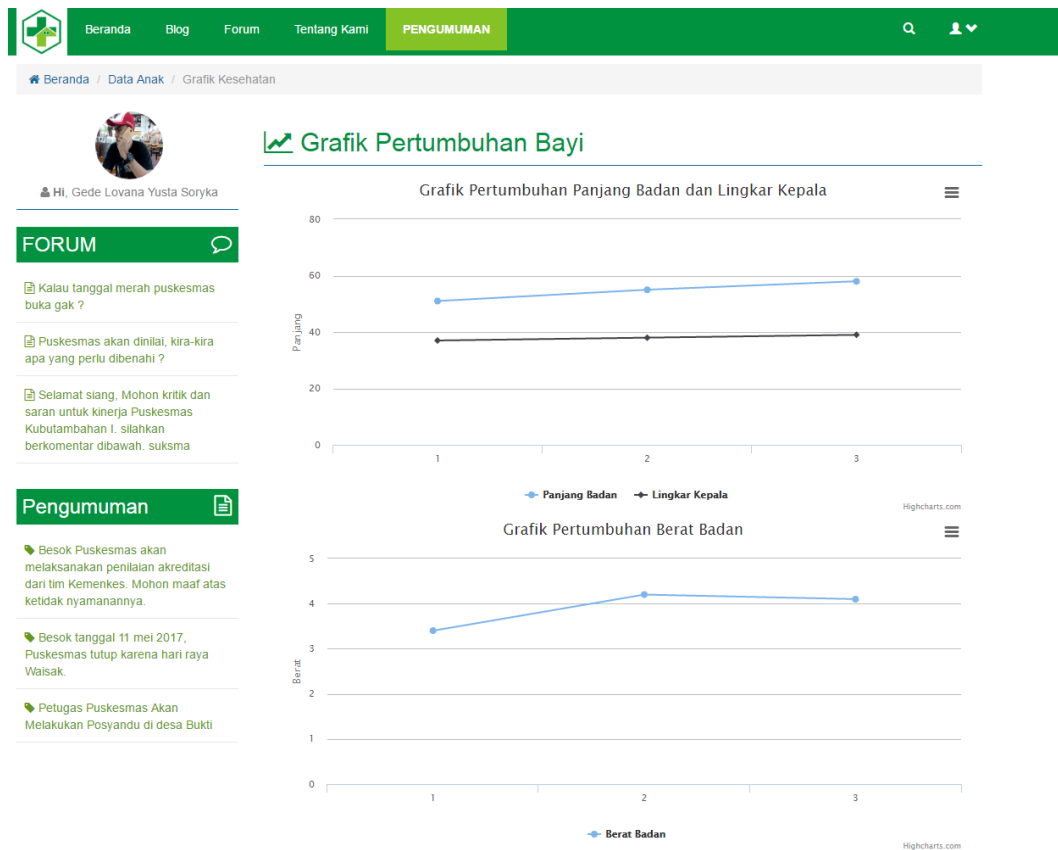 Beranda Blog Forum Tentang Kami PENGUMUMAN
Beranda / Data Anak / Grafik Kesehatan
Hi, Gede Lovana Yusta Soryka
FORUM
Kalau tanggal merah puskesmas
buka gak ?
Puskesmas akan dinilai, kira-kira
apa yang perlu dibenahi ?
Selamat siang, Mohon kritik dan
saran untuk kinerja Puskesmas
Kubutambahan I. silahkan
berkomentar dibawah. suksma
Pengumuman
Besok Puskesmas akan
melaksanakan penilaian akreditasi
dari tim Kemenkes. Mohon maaf atas
ketidak nyamanannya.
Besok tanggal 11 mei 2017,
Puskesmas tutup karena hari raya
Waisak.
Petugas Puskesmas Akan
Melakukan Posyandu di desa Bukti
Grafik Pertumbuhan Bayi
Grafik Pertumbuhan Panjang Badan dan Lingkar Kepala
Panjang
80
60
40
20
0
1 2 3
Panjang Badan Lingkar Kepala
Highcharts.com
Grafik Pertumbuhan Berat Badan
Berat
5
4
3
2
1
0
1 2 3
Berat Badan
Highcharts.com